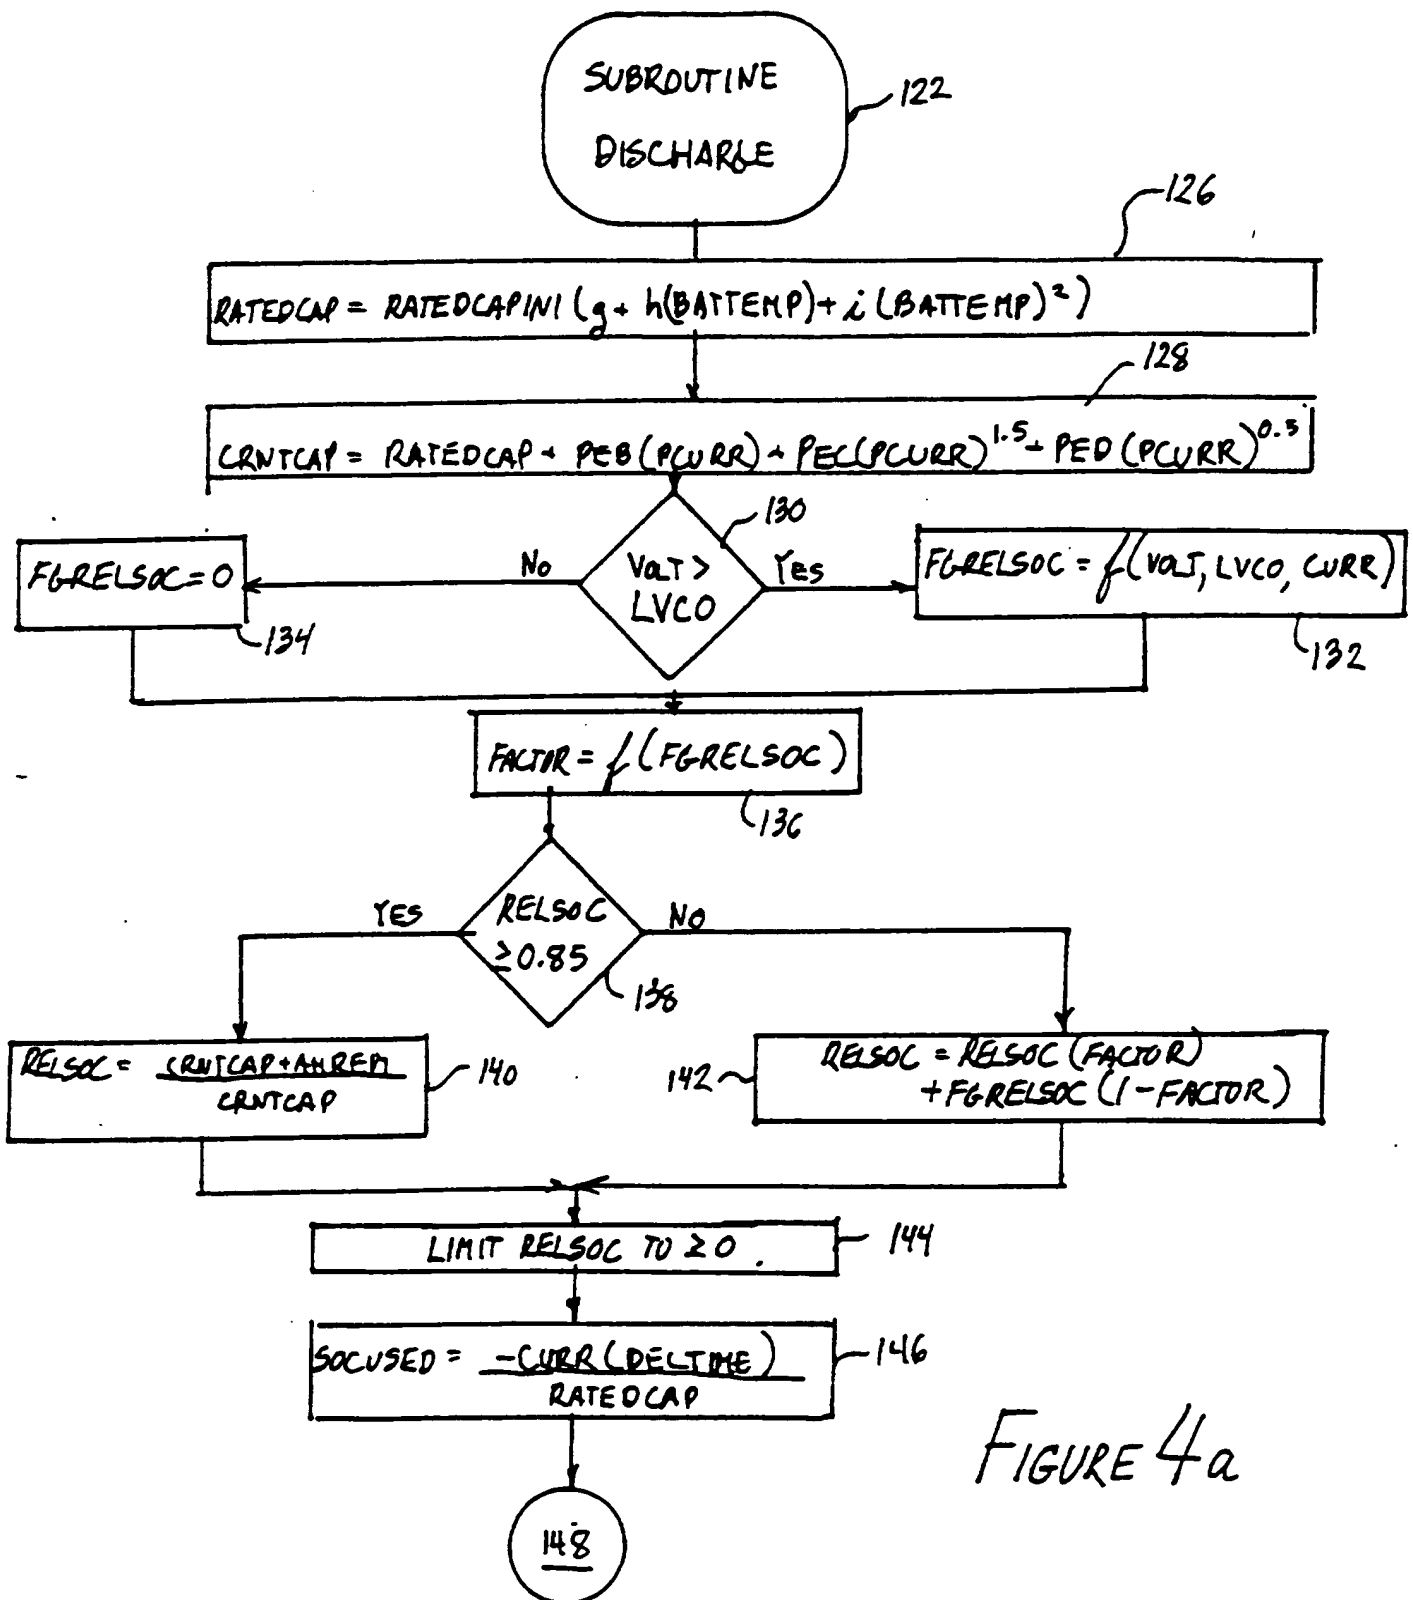 SUBROUTINE
DISCHARGE
122
126
RATEDCAP = RATEDCAPINI (g + h(BATTEMP) + i (BATTEMP)²)
128
CRNTCAP = RATEDCAP + PEB (PCURR) + PEC(PCURR)^1.5 + PED (PCURR)^0.5
130
FGRELSOC = 0
No
VOLT >
LVCO
Yes
FGRELSOC = f(VOLT, LVCO, CURR)
134
132
FACTOR = f (FGRELSOC)
136
YES
RELSOC
≥0.85
NO
138
RELSOC = CRNTCAP+AHREM
CRNTCAP
140
142
RELSOC = RELSOC (FACTOR)
+FGRELSOC (1-FACTOR)
LIMIT RELSOC TO ≥ 0
144
SOCUSED = -CURR (DELTIME)
RATEDCAP
146
148
FIGURE 4a